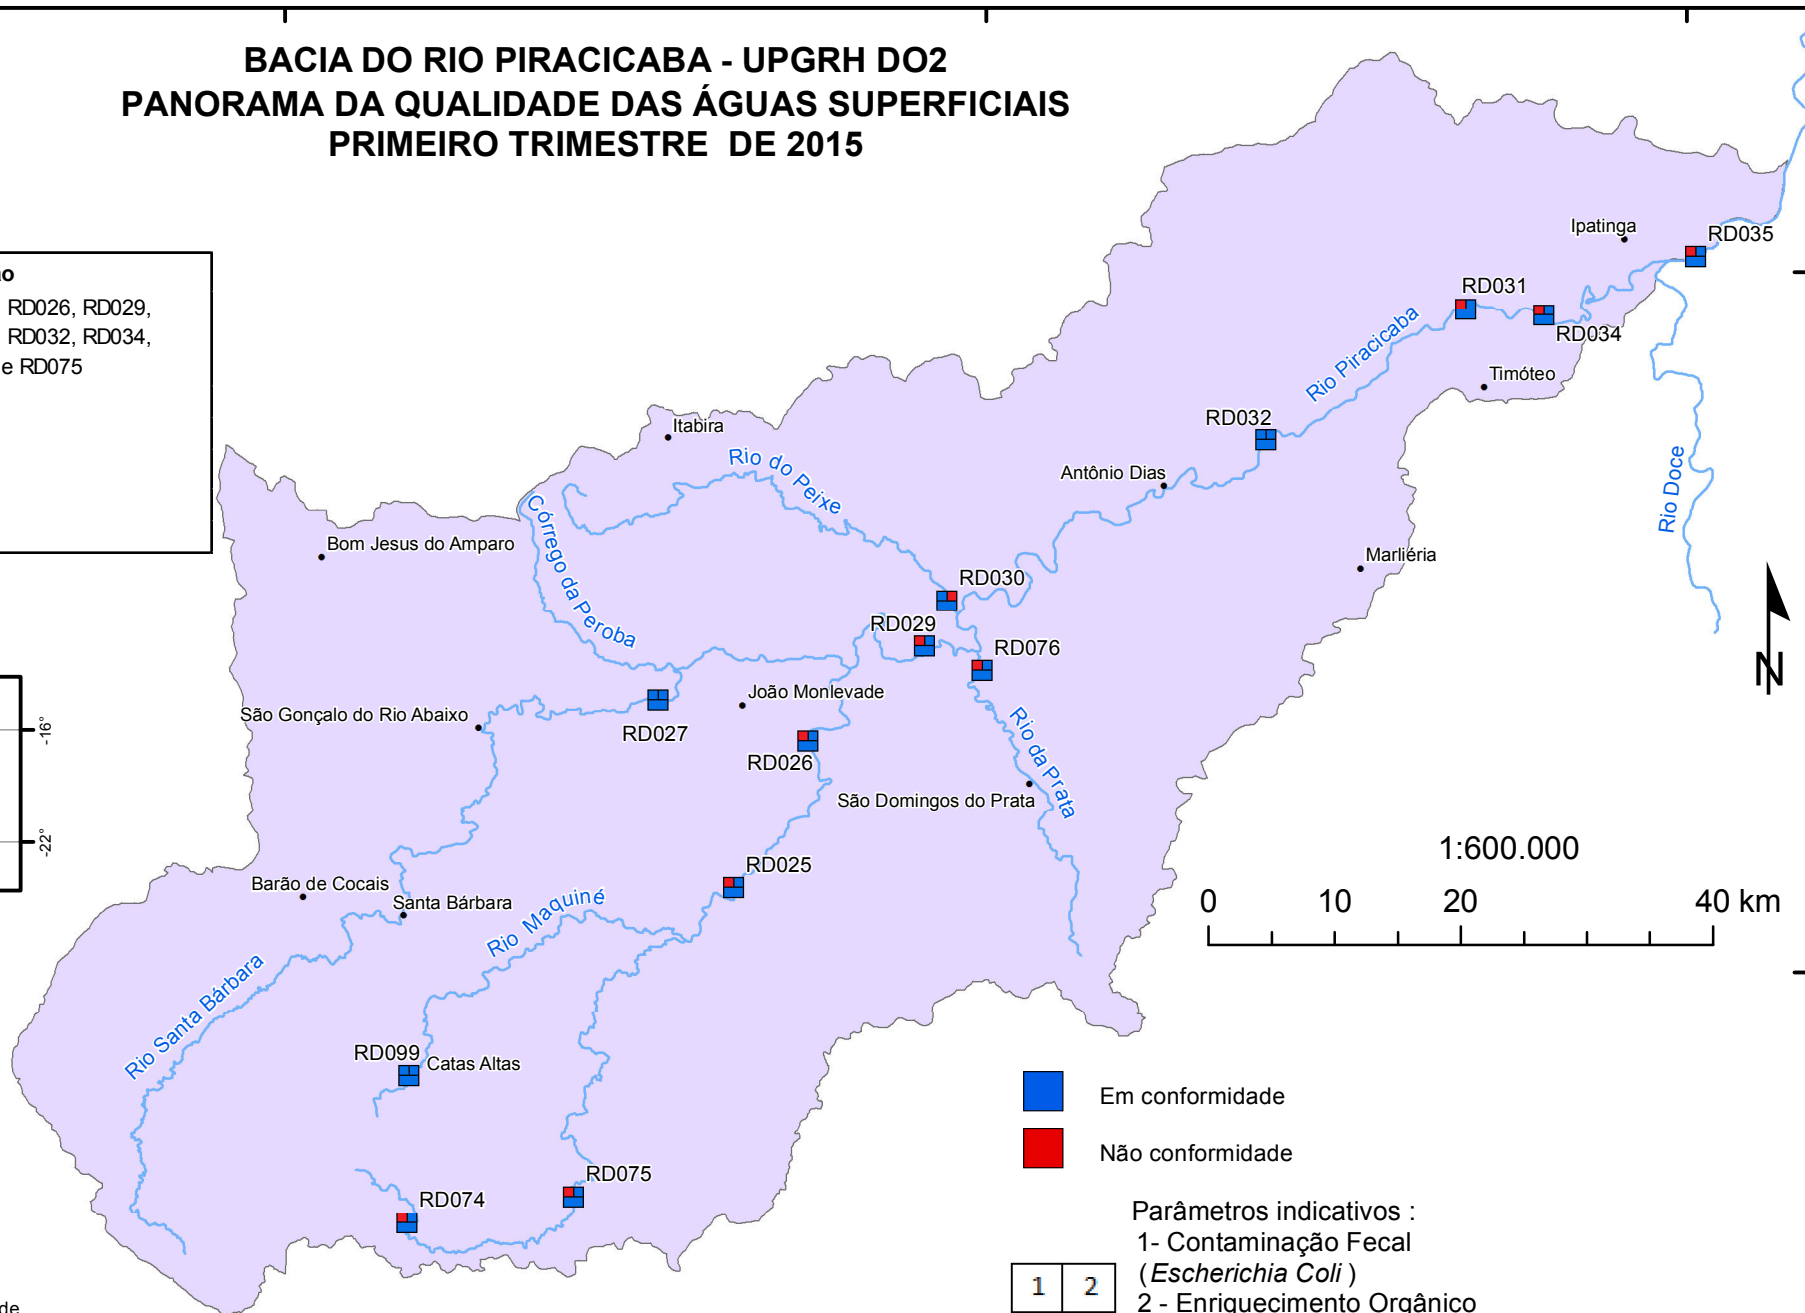 BACIA DO RIO PIRACICABA - UPGRH DO2
PANORAMA DA QUALIDADE DAS ÁGUAS SUPERFICIAIS
PRIMEIRO TRIMESTRE DE 2015
RD026, RD029,
RD032, RD034,
e RD075
Ipatinga
RD035
RD031
RD034
Rio Piracicaba
Timóteo
RD032
Itabira
Rio do Peixe
Antônio Dias
Rio Doce
Córrego da Peroba
Bom Jesus do Amparo
Marliéria
RD030
RD029
RD076
N
João Monlevade
São Gonçalo do Rio Abaixo
RD027
Rio da Prata
-16°
RD026
São Domingos do Prata
-22°
1:600.000
RD025
Barão de Cocais
Santa Bárbara
Rio Maquiné
0 10 20 40 km
Rio Santa Bárbara
RD099
Catas Altas
Em conformidade
Não conformidade
RD075
RD074
Parâmetros indicativos :
1- Contaminação Fecal
(Escherichia Coli )
1 2
2 - Enriquecimento Orgânico
de